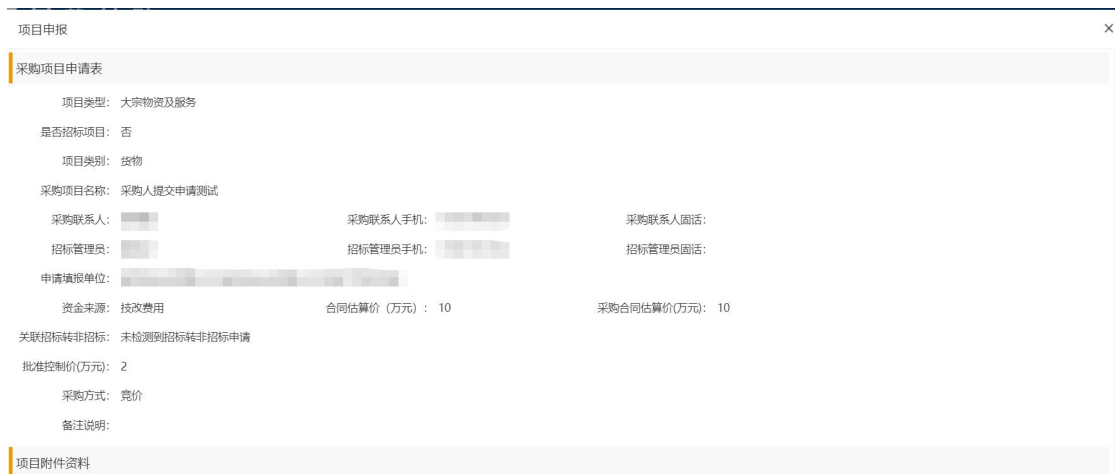 项目申报 ×
采购项目申请表
项目类型： 大宗物资及服务
是否招标项目： 否
项目类别： 货物
采购项目名称： 采购人提交申请测试
采购联系人： 采购联系人手机： 采购联系人固话：
招标管理员： 招标管理员手机： 招标管理员固话：
申请填报单位：
资金来源： 技改费用 合同估算价（万元）： 10 采购合同估算价(万元)： 10
关联招标转非招标： 未检测到招标转非招标申请
批准控制价(万元)： 2
采购方式： 竞价
备注说明：
项目附件资料